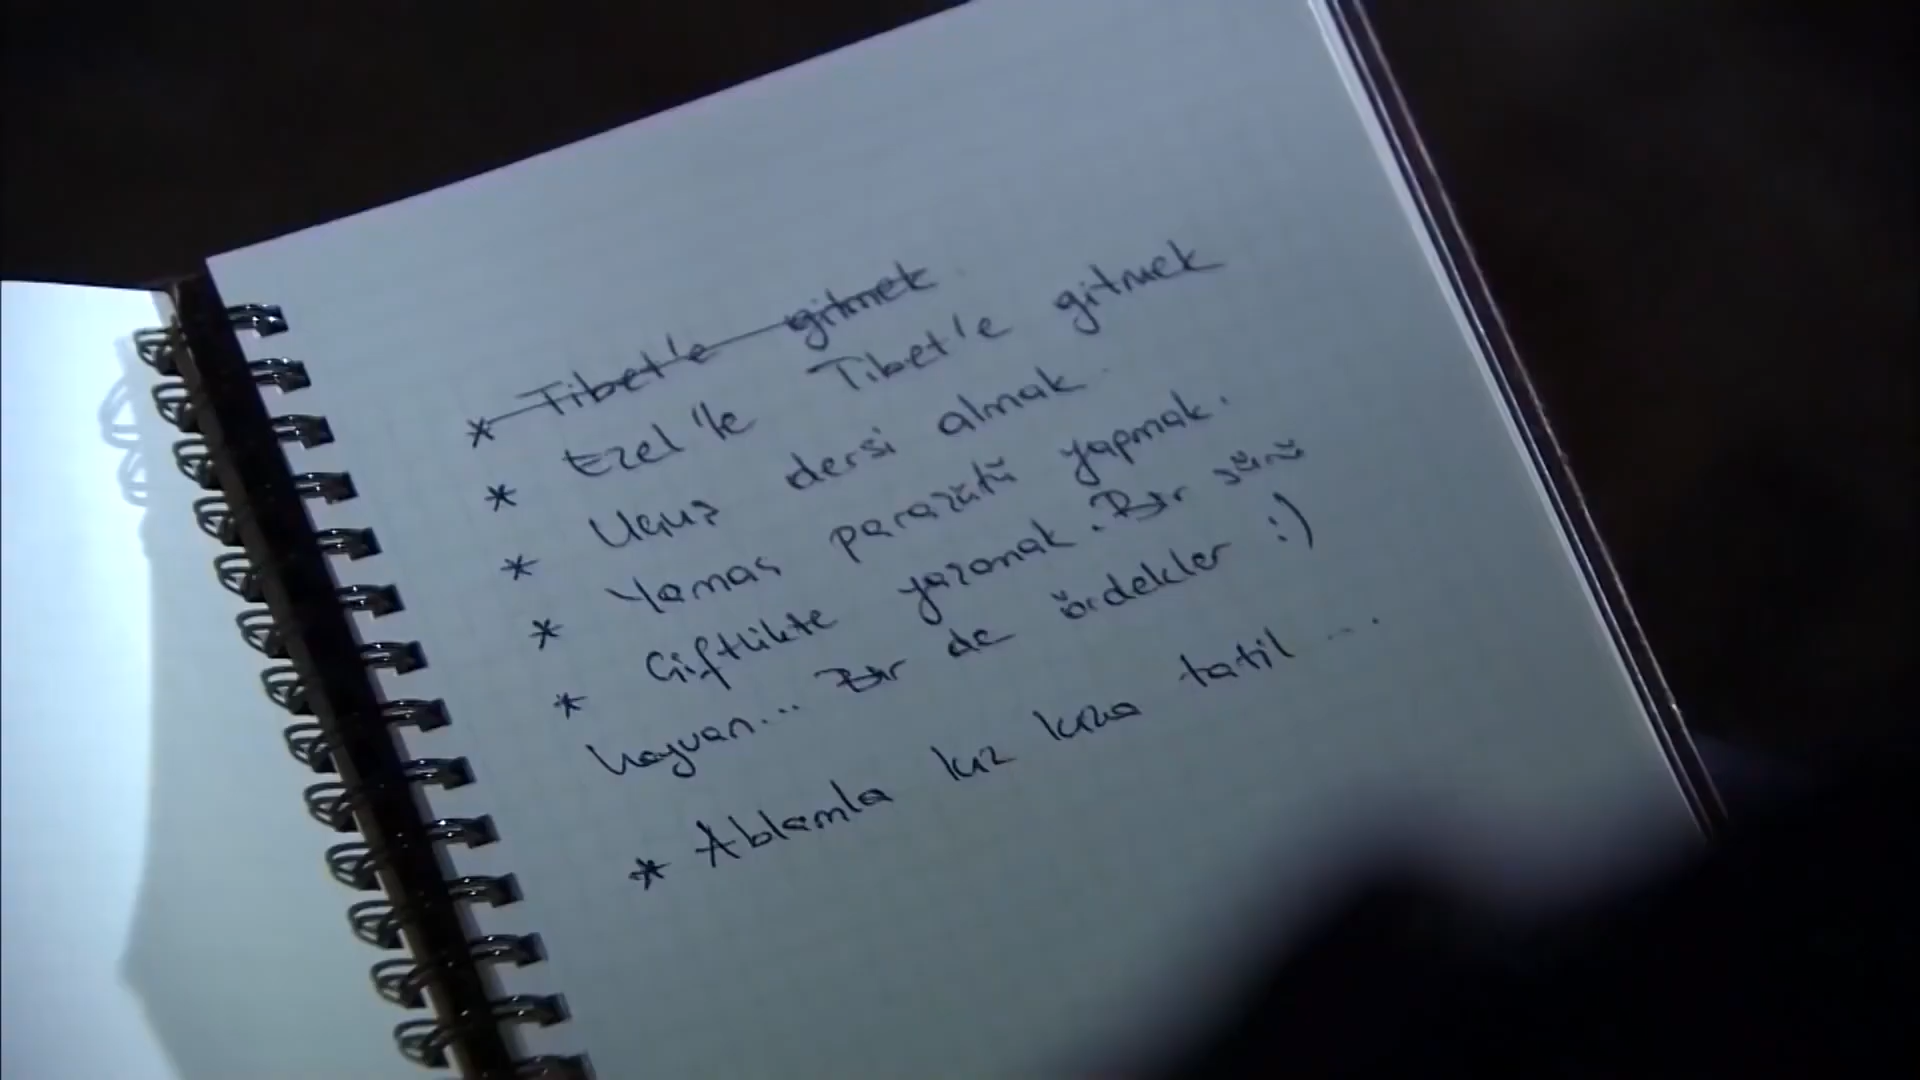 * Tibet'e gitmek
* Ezel'le Tibet'e gitmek
* Uçuş dersi almak.
* Yamaç paraşütü yapmak.
* Çiftlikte yaşamak. Bir sürü
hayvan... Bir de ördekler :)
* Ablamla kız kıza tatil ...